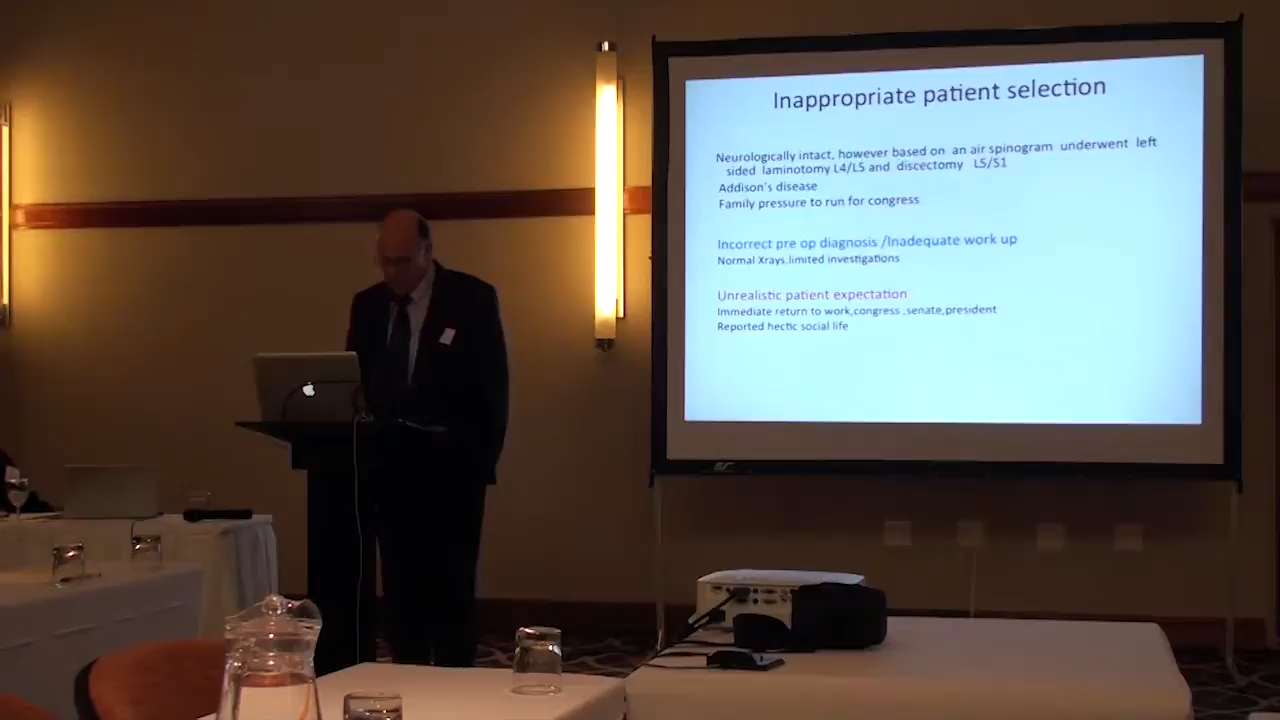 Inappropriate patient selection
Neurologically intact, however based on an air spinogram underwent left
sided laminotomy L4/L5 and discectomy L5/S1
Addison's disease
Family pressure to run for congress
Incorrect pre op diagnosis /Inadequate work up
Normal Xrays.limited investigations
Unrealistic patient expectation
Immediate return to work,congress ,senate,president
Reported hectic social life